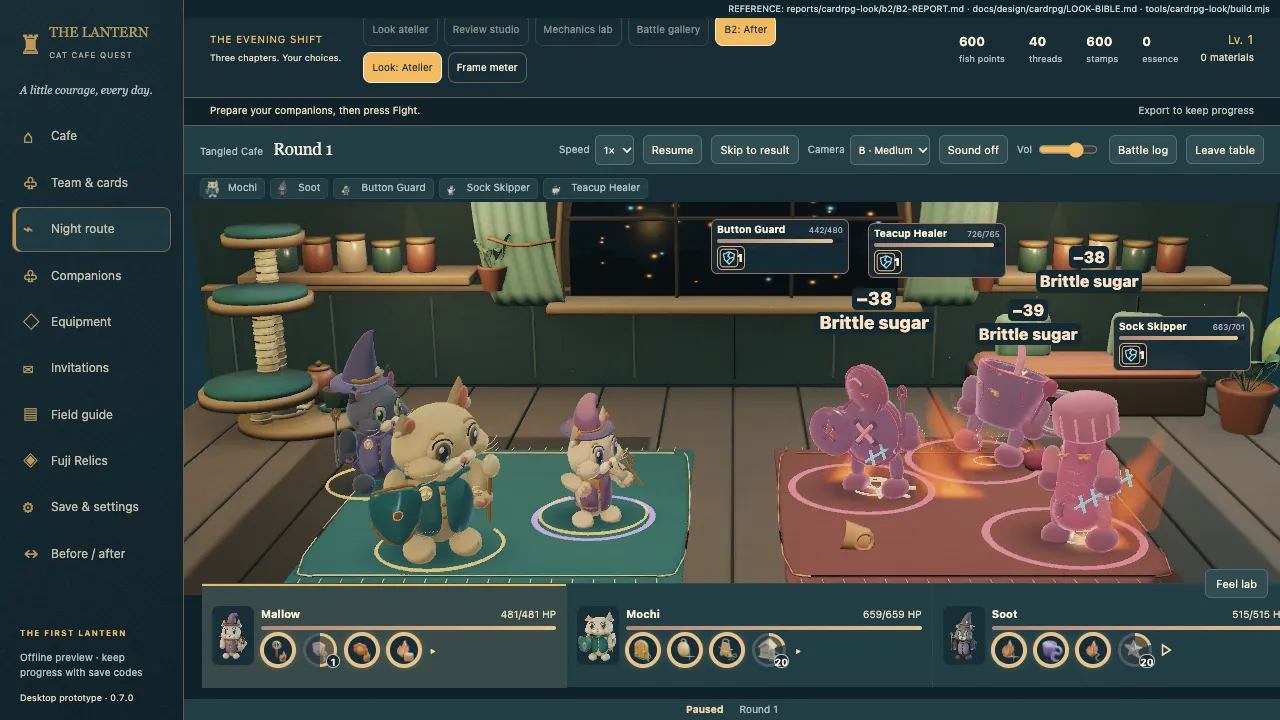 REFERENCE: reports/cardrpg-look/b2/B2-REPORT.md · docs/design/cardrpg/LOOK-BIBLE.md · tools/cardrpg-look/build.mjs
THE LANTERN
CAT CAFE QUEST
A little courage, every day.
Cafe
Team & cards
Night route
Companions
Equipment
Invitations
Field guide
Fuji Relics
Save & settings
Before / after
THE FIRST LANTERN
Offline preview · keep
progress with save codes
Desktop prototype · 0.7.0
THE EVENING SHIFT
Three chapters. Your choices.
Look atelier
Review studio
Mechanics lab
Battle gallery
B2: After
Look: Atelier
Frame meter
600
fish points
40
threads
600
stamps
0
essence
Lv. 1
0 materials
Prepare your companions, then press Fight.
Export to keep progress
Tangled Cafe
Round 1
Speed
1x
Resume
Skip to result
Camera
B · Medium
Sound off
Vol
Battle log
Leave table
Mochi
Soot
Button Guard
Sock Skipper
Teacup Healer
Button Guard 442/480
1
Teacup Healer 726/765
1
−38
Brittle sugar
−38
Brittle sugar
−39
Brittle sugar
Sock Skipper 663/701
1
Feel lab
Mallow 481/481 HP
1
Mochi 659/659 HP
20
Soot 515/515 H
20
Paused Round 1